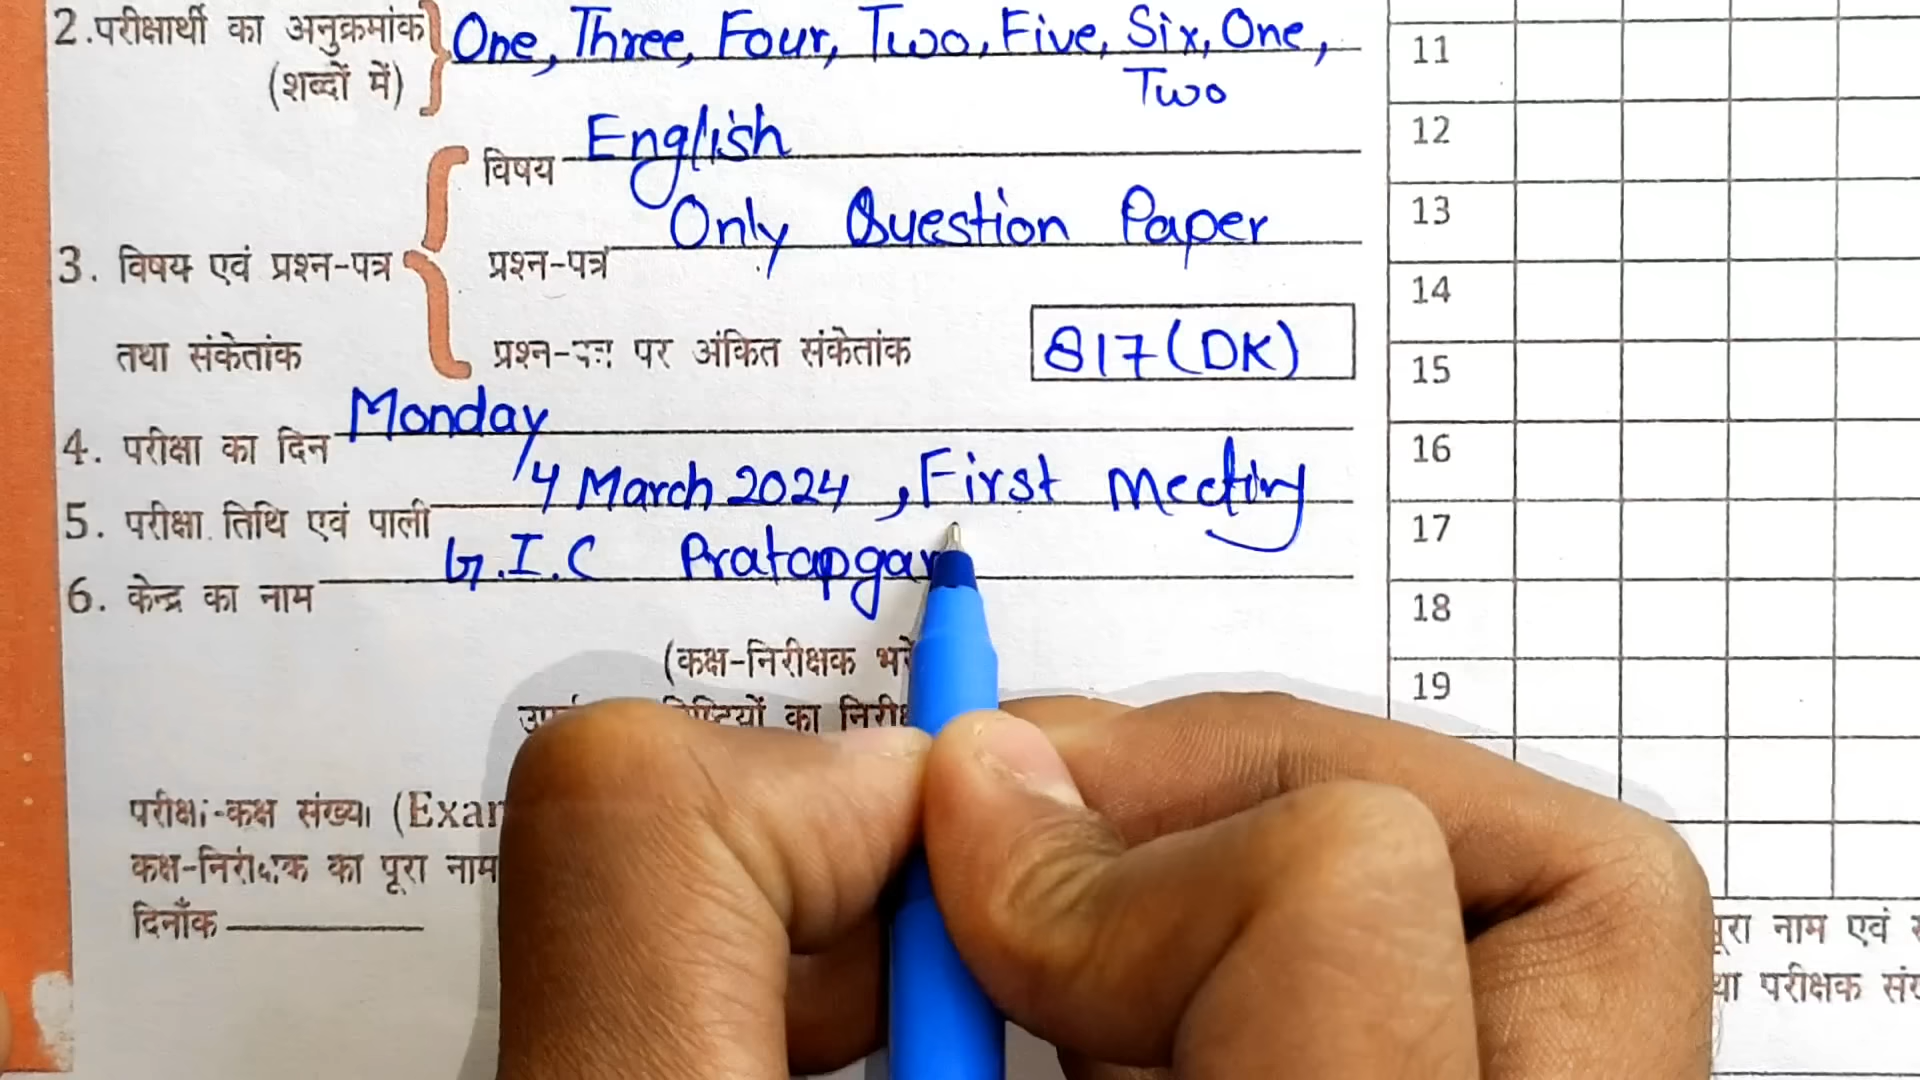 2.परीक्षार्थी का अनुक्रमांक One, Three, Four, Two, Five, Six, One,
(शब्दों में) Two
विषय English
3. विषय एवं प्रश्न-पत्र प्रश्न-पत्र Only Question Paper
तथा संकेतांक प्रश्न-पत्र पर अंकित संकेतांक 817(DK)
4. परीक्षा का दिन Monday
5. परीक्षा तिथि एवं पाली 4 March 2024, First Meeting
6. केन्द्र का नाम G.I.C Pratapgar
(कक्ष-निरीक्षक
का
परीक्षा-कक्ष संख्या
कक्ष-निरीक्षक का पूरा नाम
दिनाँक
11
12
13
14
15
16
17
18
19
नाम एवं
परीक्षक